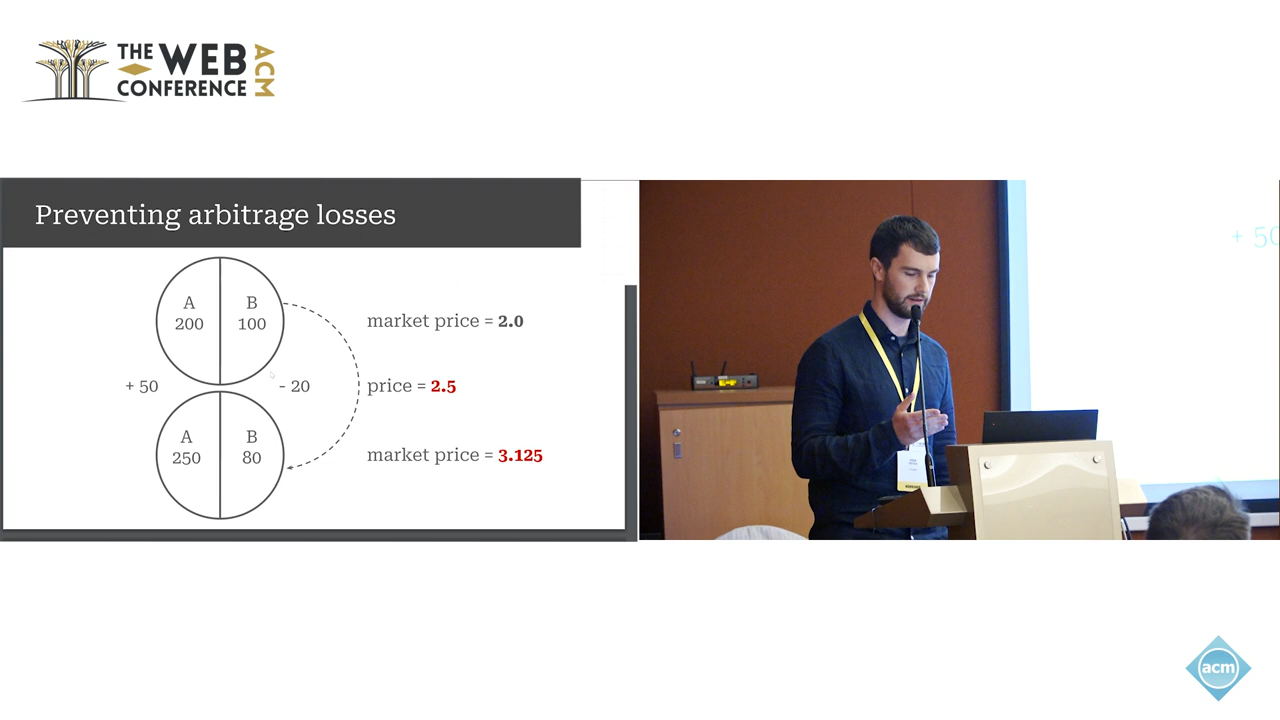 THE WEB
CONFERENCE
ACM
Preventing arbitrage losses
A B
200 100
market price = 2.0
+ 50 - 20
price = 2.5
A B
250 80
market price = 3.125
+ 50
acm